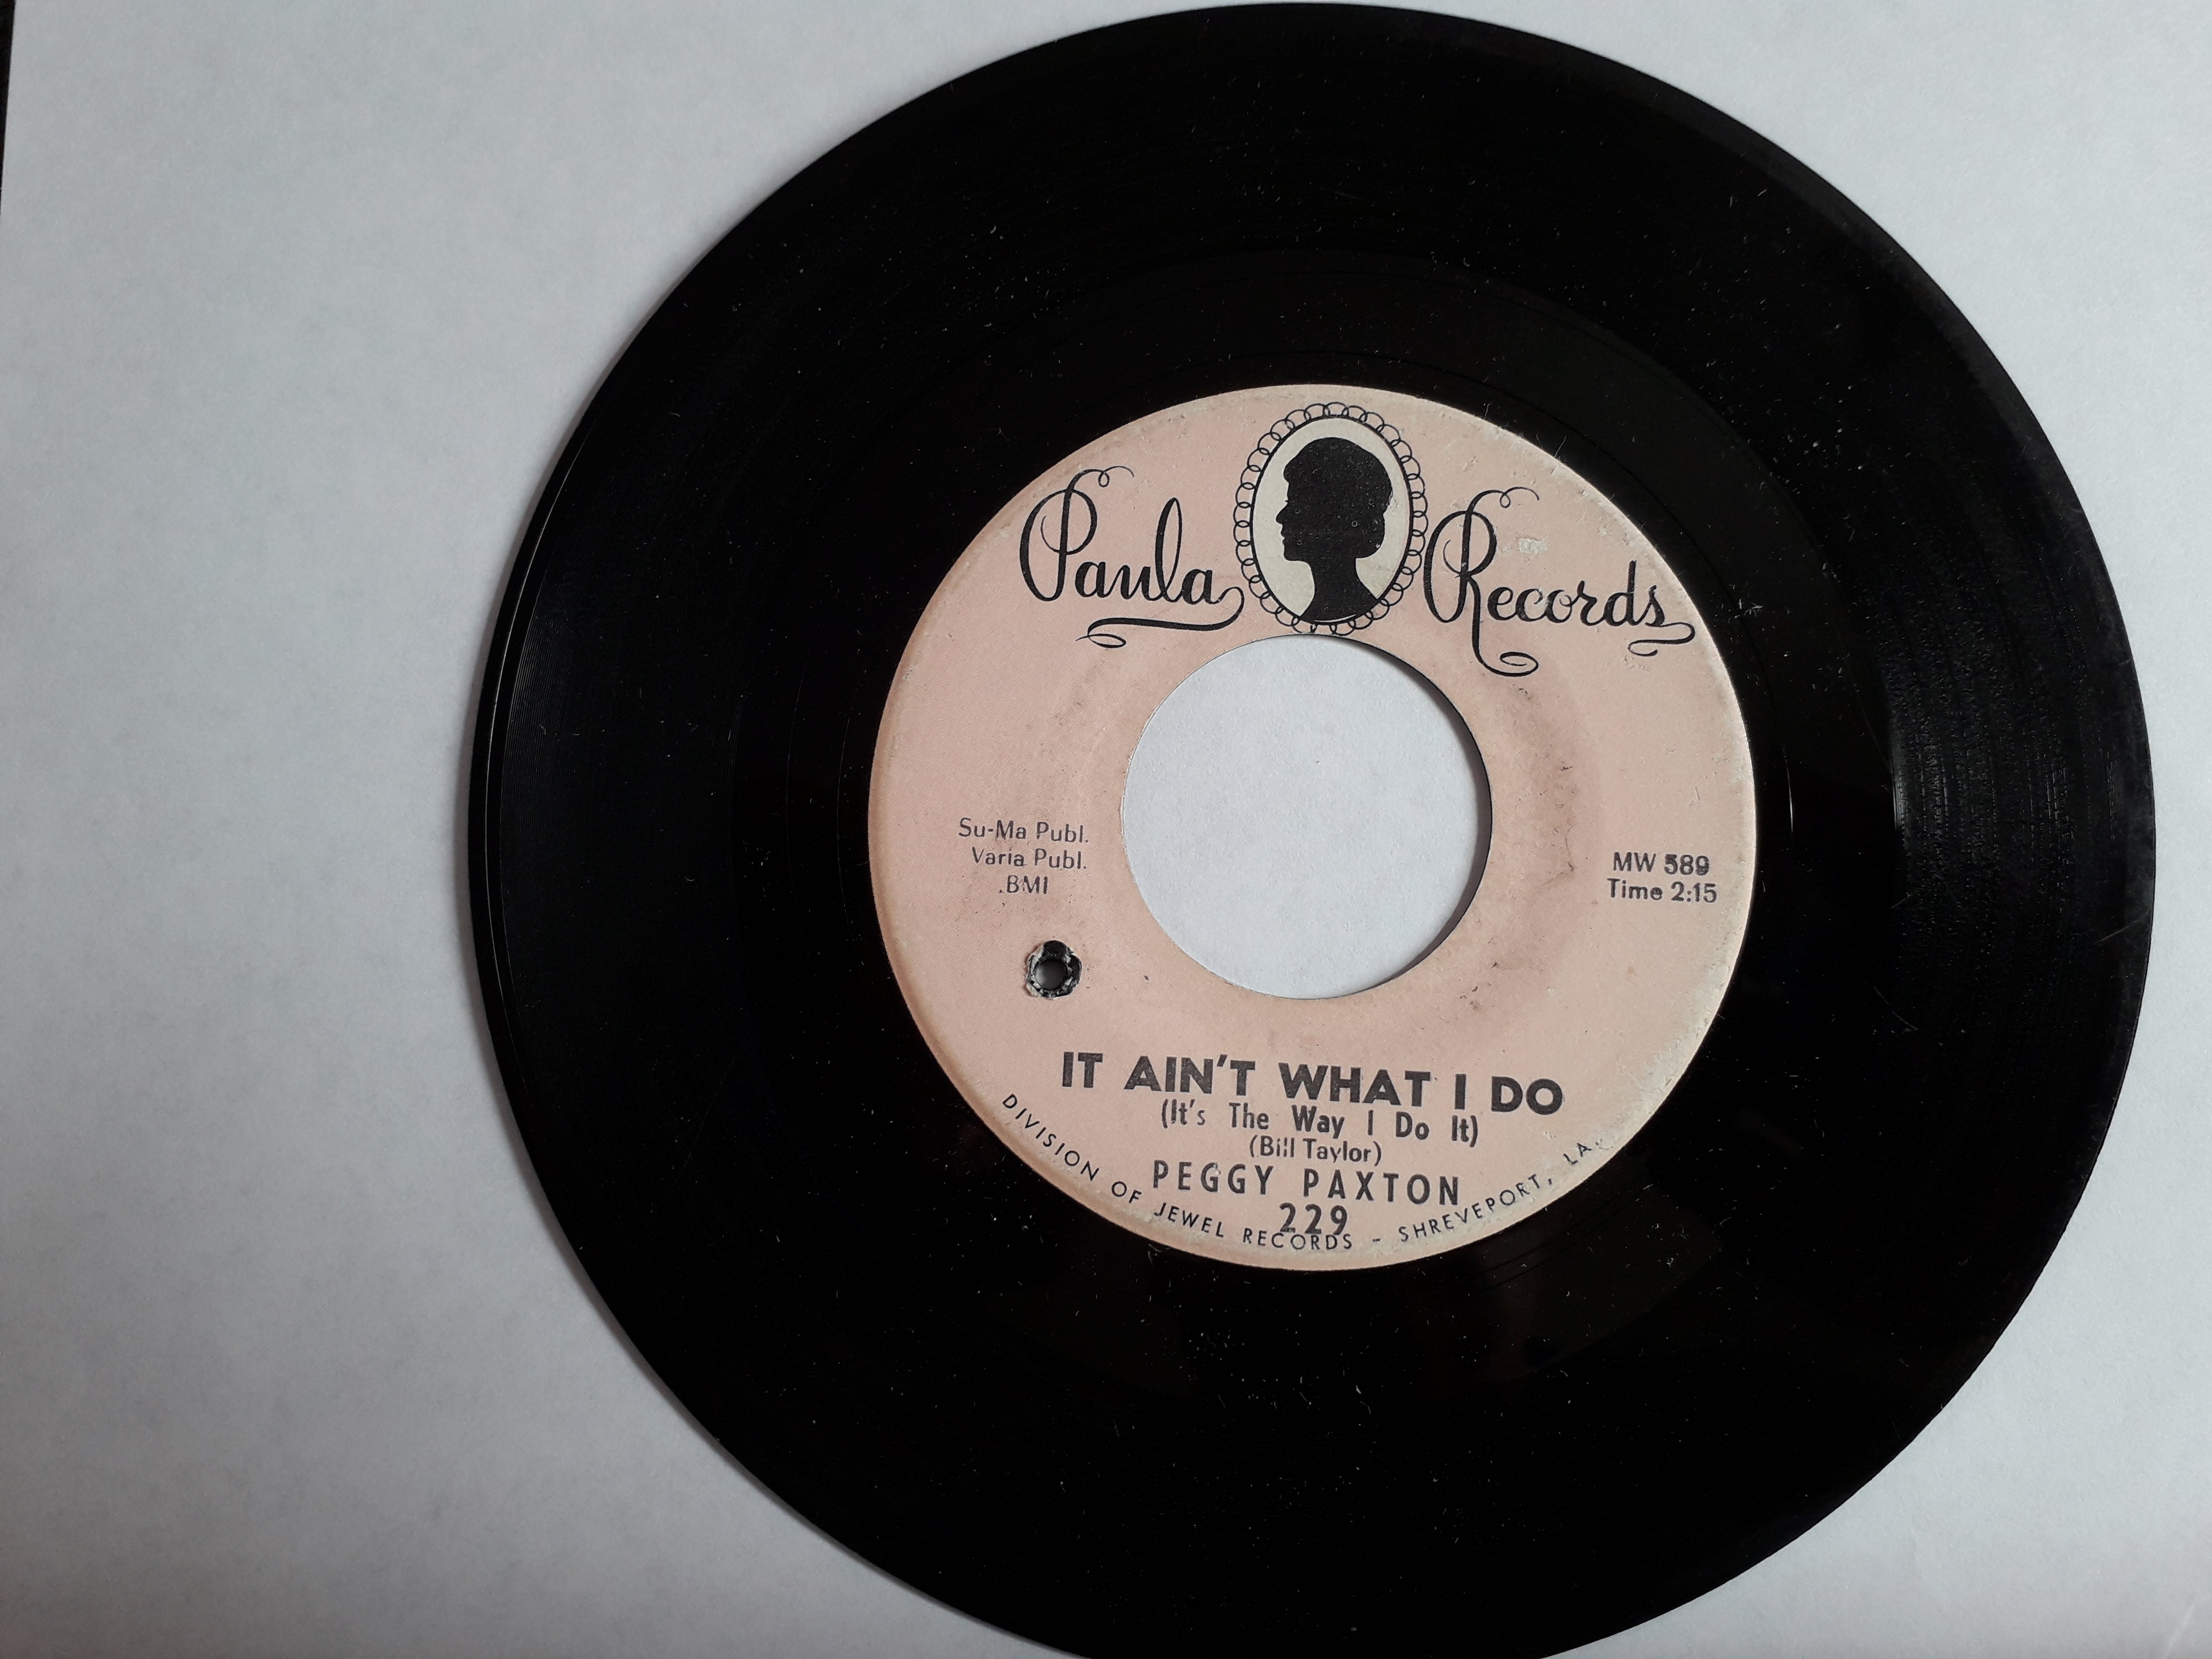 Paula Records
Su-Ma Publ.
Varia Publ.
.BMI
MW 589
Time 2:15
IT AIN'T WHAT I DO
(It's The Way I Do It)
(Bill Taylor)
PEGGY PAXTON
229
DIVISION OF JEWEL RECORDS - SHREVEPORT, LA.